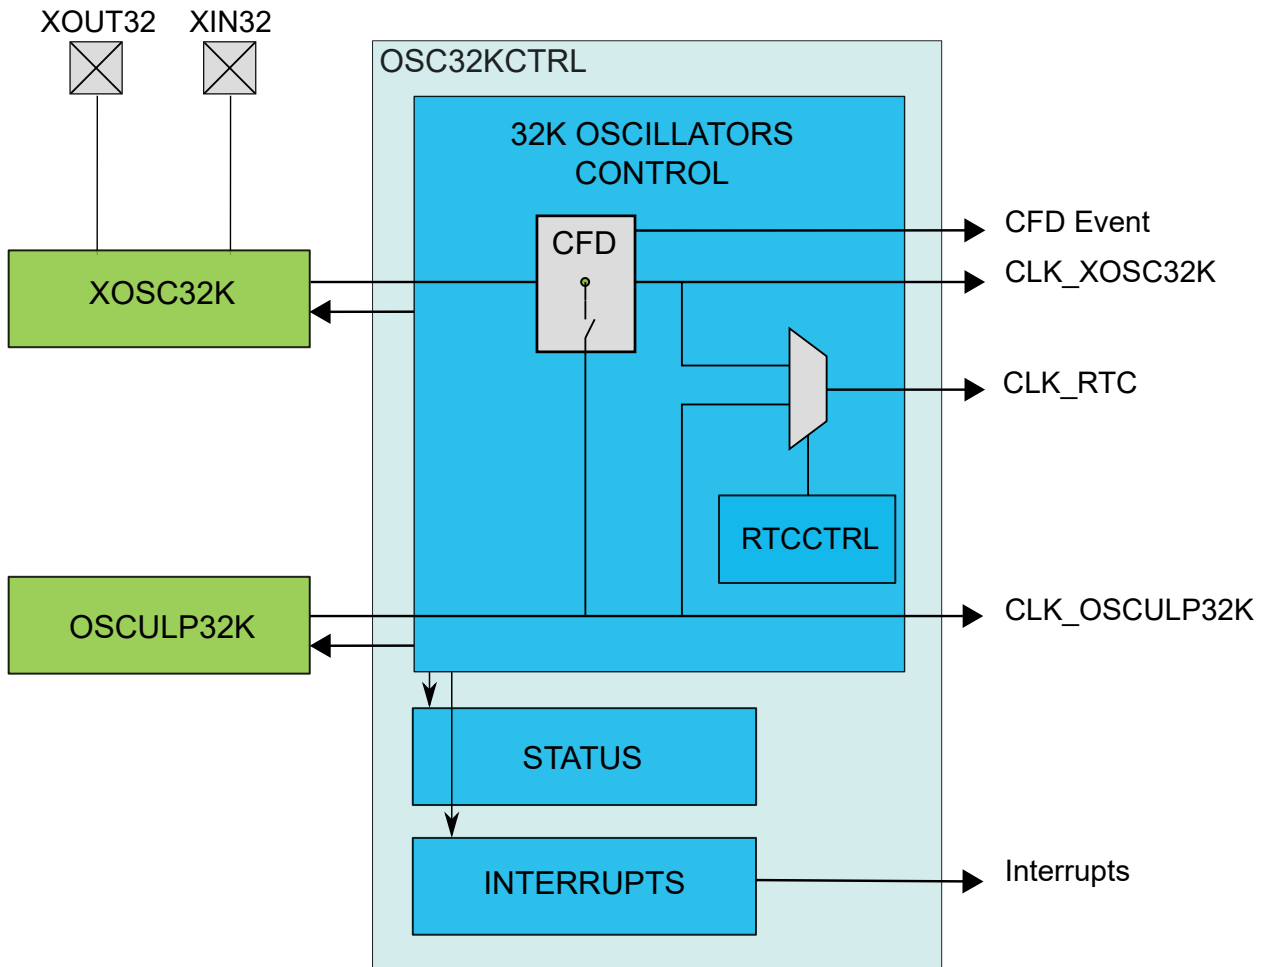 XOUT32
XIN32
OSC32KCTRL
32K OSCILLATORS
CONTROL
CFD
CFD Event
XOSC32K
CLK_XOSC32K
CLK_RTC
RTCCTRL
OSCULP32K
CLK_OSCULP32K
STATUS
INTERRUPTS
Interrupts